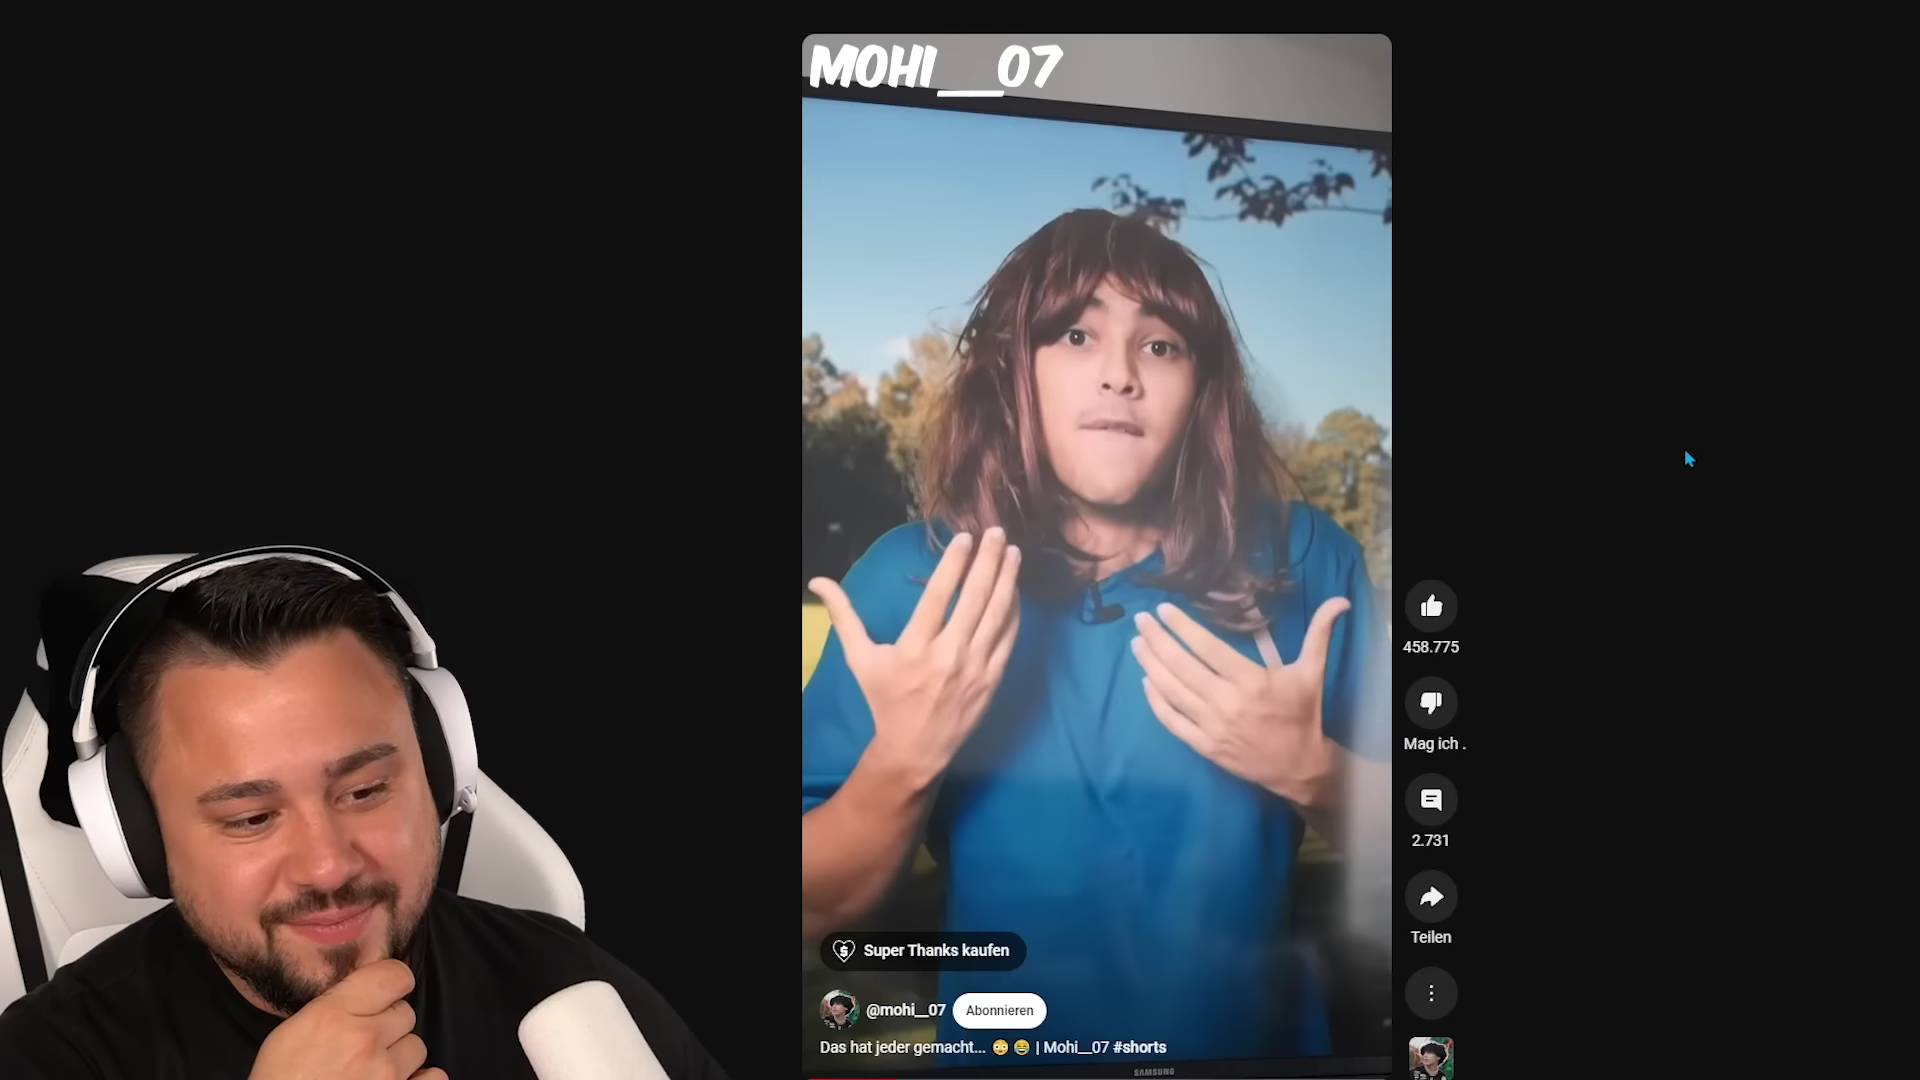 MOHI__07
458.775
Mag ich .
2.731
Teilen
Super Thanks kaufen
@mohi__07
Abonnieren
Das hat jeder gemacht... 😳 😂 | Mohi__07 #shorts
SAMSUNG